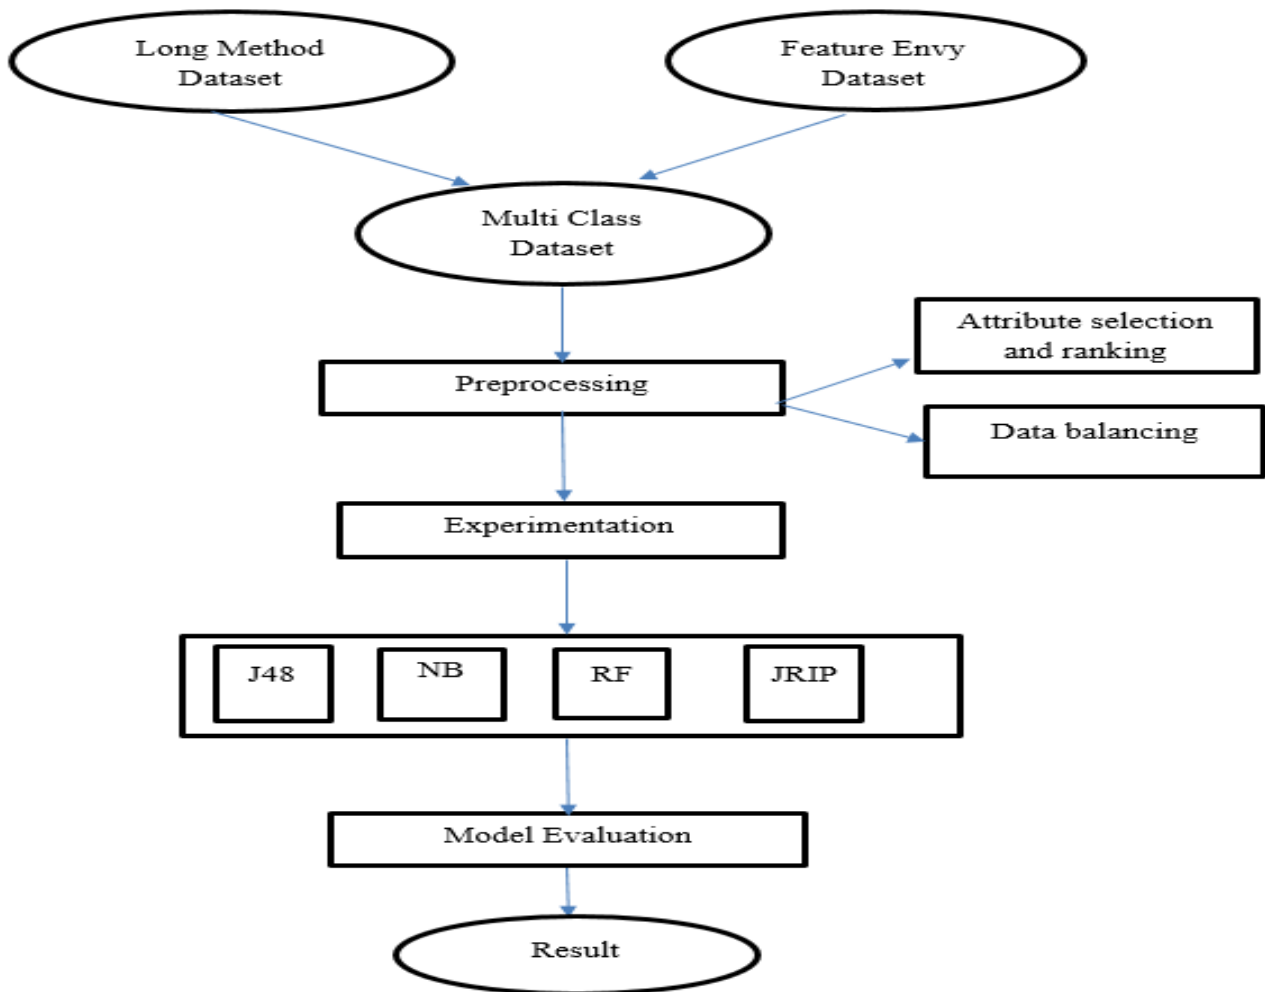 Long Method
Dataset
Feature Envy
Dataset
Multi Class
Dataset
Attribute selection
and ranking
Preprocessing
Data balancing
Experimentation
J48
NB
RF
JRIP
Model Evaluation
Result